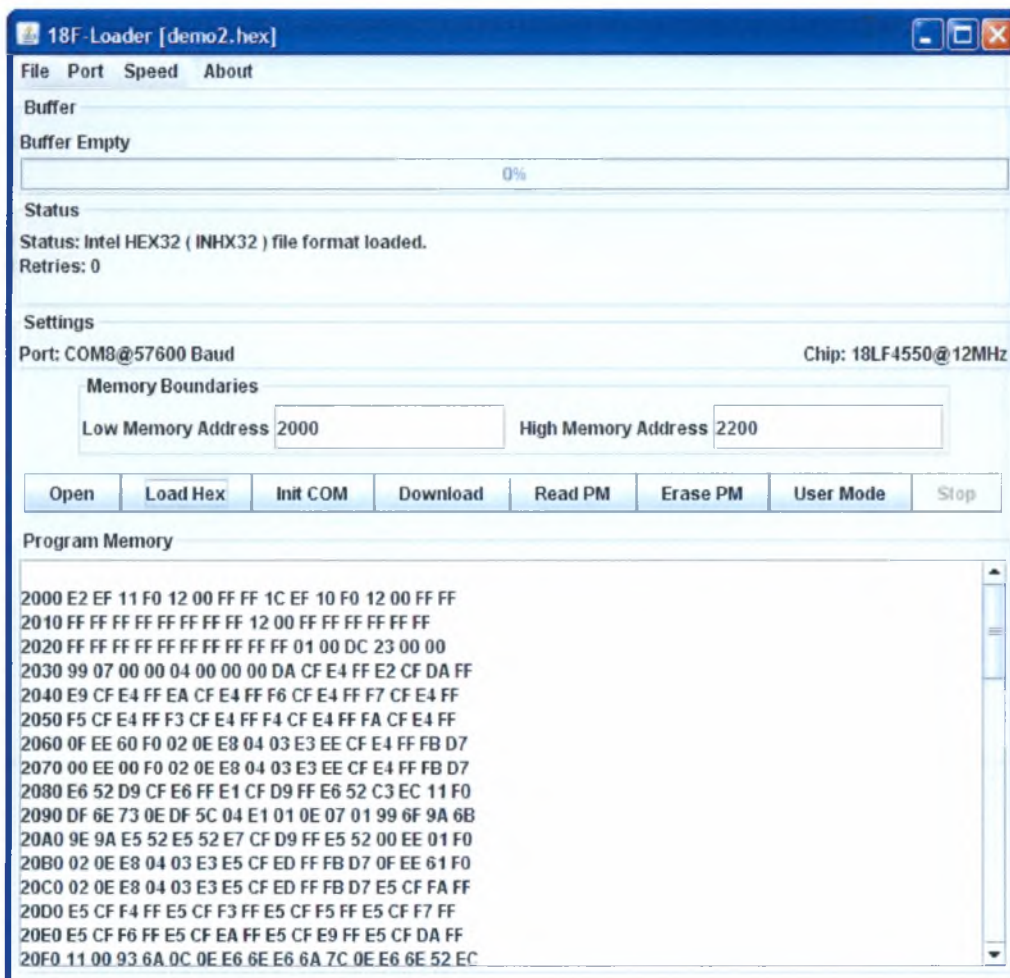 18F-Loader [demo2.hex]
File Port Speed About
Buffer
Buffer Empty
0%
Status
Status: Intel HEX32 ( INHX32 ) file format loaded.
Retries: 0
Settings
Port: COM8@57600 Baud Chip: 18LF4550@12MHz
Memory Boundaries
Low Memory Address 2000 High Memory Address 2200
Open Load Hex Init COM Download Read PM Erase PM User Mode Stop
Program Memory
2000 E2 EF 11 F0 12 00 FF FF 1C EF 10 F0 12 00 FF FF
2010 FF FF FF FF FF FF FF FF 12 00 FF FF FF FF FF FF
2020 FF FF FF FF FF FF FF FF FF FF 01 00 DC 23 00 00
2030 99 07 00 00 04 00 00 00 DA CF E4 FF E2 CF DA FF
2040 E9 CF E4 FF EA CF E4 FF F6 CF E4 FF F7 CF E4 FF
2050 F5 CF E4 FF F3 CF E4 FF F4 CF E4 FF FA CF E4 FF
2060 0F EE 60 F0 02 0E E8 04 03 E3 EE CF E4 FF FB D7
2070 00 EE 00 F0 02 0E E8 04 03 E3 EE CF E4 FF FB D7
2080 E6 52 D9 CF E6 FF E1 CF D9 FF E6 52 C3 EC 11 F0
2090 DF 6E 73 0E DF 5C 04 E1 01 0E 07 01 99 6F 9A 6B
20A0 9E 9A E5 52 E5 52 E7 CF D9 FF E5 52 00 EE 01 F0
20B0 02 0E E8 04 03 E3 E5 CF ED FF FB D7 0F EE 61 F0
20C0 02 0E E8 04 03 E3 E5 CF ED FF FB D7 E5 CF FA FF
20D0 E5 CF F4 FF E5 CF F3 FF E5 CF F5 FF E5 CF F7 FF
20E0 E5 CF F6 FF E5 CF EA FF E5 CF E9 FF E5 CF DA FF
20F0 11 00 93 6A 0C 0E E6 6E E6 6A 7C 0E E6 6E 52 EC